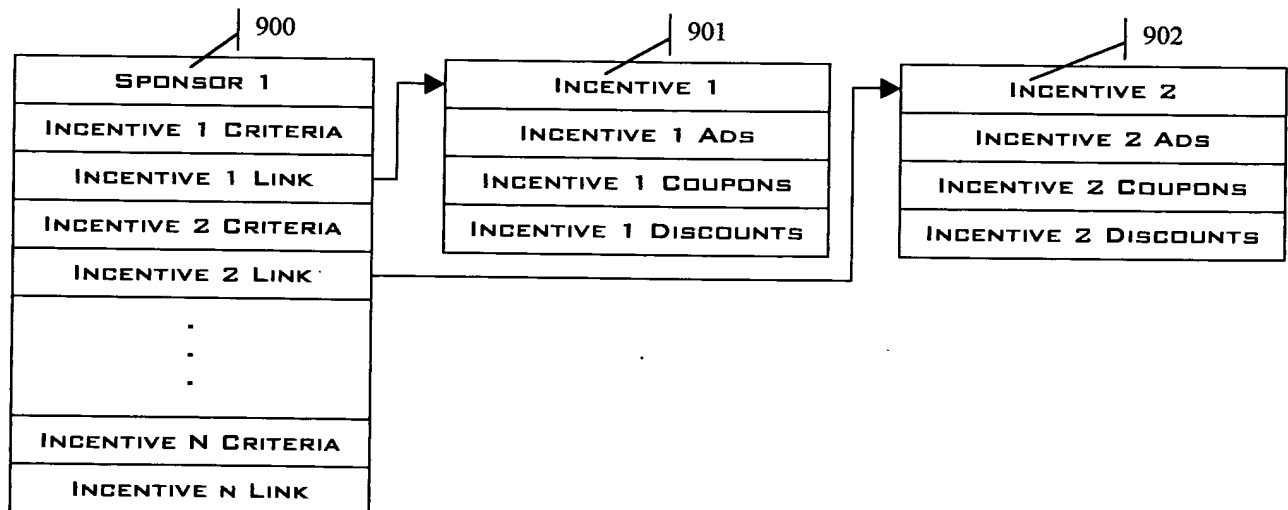 900
SPONSOR 1
INCENTIVE 1 CRITERIA
INCENTIVE 1 LINK
INCENTIVE 2 CRITERIA
INCENTIVE 2 LINK
.
.
.
INCENTIVE N CRITERIA
INCENTIVE N LINK
901
INCENTIVE 1
INCENTIVE 1 ADS
INCENTIVE 1 COUPONS
INCENTIVE 1 DISCOUNTS
902
INCENTIVE 2
INCENTIVE 2 ADS
INCENTIVE 2 COUPONS
INCENTIVE 2 DISCOUNTS